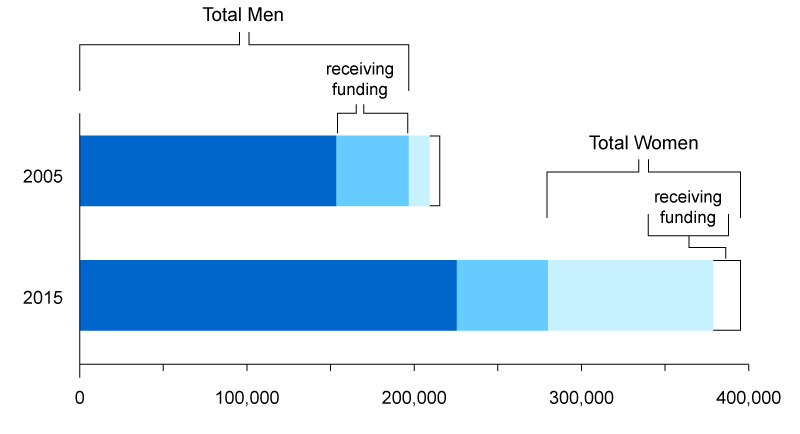 Total Men
receiving
funding
Total Women
receiving
funding
2005
2015
0
100,000
200,000
300,000
400,000